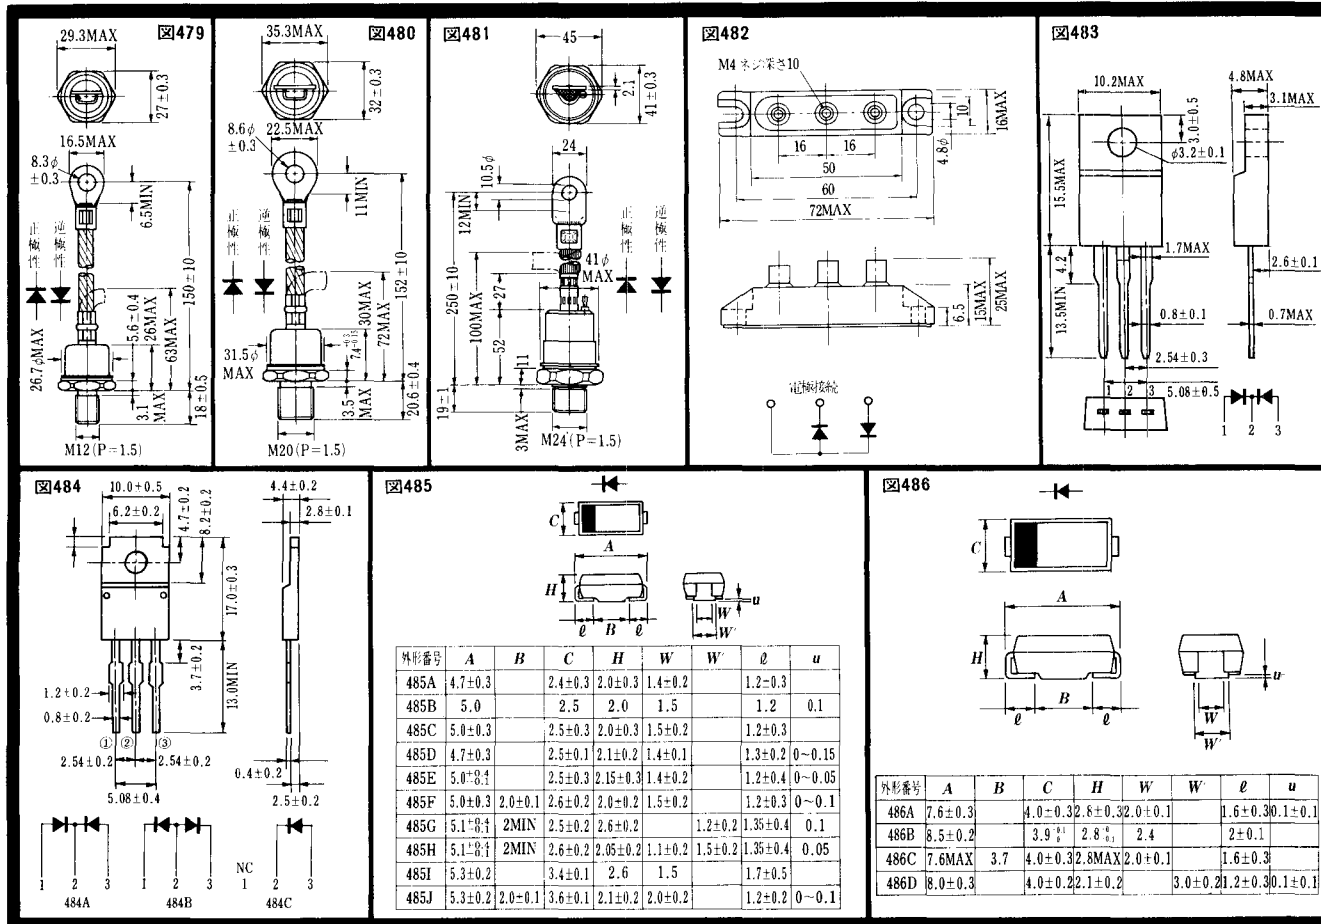 図479
29.3MAX
27±0.3
16.5MAX
8.3φ
±0.3
6.5MIN
正極性
逆極性
150±10
5.6±0.4
26MAX
63MAX
26.7φMAX
3.1
MAX
18±0.5
M12(P=1.5)
図480
35.3MAX
32±0.3
8.6φ
±0.3
22.5MAX
11MIN
正極性
逆極性
152±10
30MAX
72MAX
31.5φ
MAX
3.5
MAX
20.6±0.4
M20(P=1.5)
図481
45
2.1
41±0.3
24
10.5φ
12MIN
正極性
逆極性
41φ
MAX
250±10
100MAX
27
52
11
19±1
3MAX
M24(P=1.5)
図482
M4 ネジ深さ10
10
16MAX
16
16
4.8φ
50
60
72MAX
6.5
15MAX
25MAX
電極接続
図483
10.2MAX
4.8MAX
3.1MAX
3.0±0.5
φ3.2±0.1
15.5MAX
1.7MAX
4.2
2.6±0.1
13.5MIN
0.8±0.1
0.7MAX
2.54±0.3
5.08±0.5
1 2 3
1 2 3
図484
10.0±0.5
6.2±0.2
4.7±0.2
8.2±0.2
4.4±0.2
2.8±0.1
17.0±0.3
3.7±0.2
13.0MIN
1.2±0.2
0.8±0.2
① ② ③
2.54±0.2
2.54±0.2
5.08±0.4
0.4±0.2
2.5±0.2
1 2 3
484A
1 2 3
484B
NC
1 2 3
484C
図485
C
A
H
ℓ B ℓ
u
W
W'
外形番号 A B C H W W' ℓ u
485A 4.7±0.3 2.4±0.3 2.0±0.3 1.4±0.2 1.2±0.3
485B 5.0 2.5 2.0 1.5 1.2 0.1
485C 5.0±0.3 2.5±0.3 2.0±0.3 1.5±0.2 1.2±0.3
485D 4.7±0.3 2.5±0.1 2.1±0.2 1.4±0.1 1.3±0.2 0~0.15
485E 5.0 2.5±0.3 2.15±0.3 1.4±0.2 1.2±0.4 0~0.05
485F 5.0±0.3 2.0±0.1 2.6±0.2 2.0±0.2 1.5±0.2 1.2±0.3 0~0.1
485G 5.1 2MIN 2.5±0.2 2.6±0.2 1.2±0.2 1.35±0.4 0.1
485H 5.1 2MIN 2.6±0.2 2.05±0.2 1.1±0.2 1.5±0.2 1.35±0.4 0.05
485I 5.3±0.2 3.4±0.1 2.6 1.5 1.7±0.5
485J 5.3±0.2 2.0±0.1 3.6±0.1 2.1±0.2 2.0±0.2 1.2±0.2 0~0.1
図486
C
A
H
ℓ B ℓ
u
W
W'
外形番号 A B C H W W' ℓ u
486A 7.6±0.3 4.0±0.3 2.8±0.3 2.0±0.1 1.6±0.3 0.1±0.1
486B 8.5±0.2 3.9 2.8 2.4 2±0.1
486C 7.6MAX 3.7 4.0±0.3 2.8MAX 2.0±0.1 1.6±0.3
486D 8.0±0.3 4.0±0.2 2.1±0.2 3.0±0.2 1.2±0.3 0.1±0.1